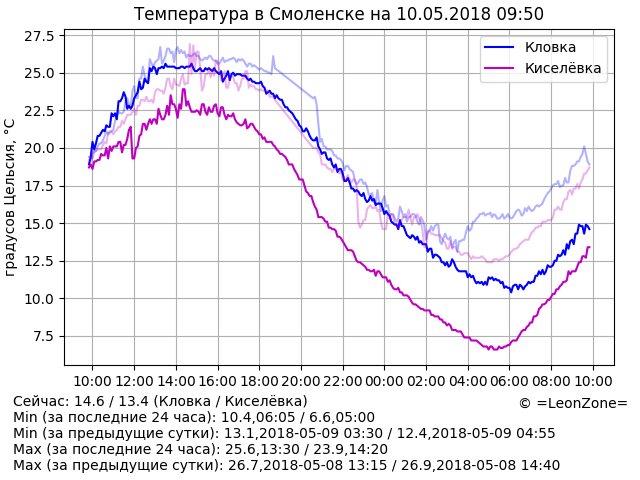 Температура в Смоленске на 10.05.2018 09:50
27.5
25.0
22.5
20.0
17.5
15.0
12.5
10.0
7.5
градусов Цельсия, °C
Кловка
Киселёвка
10:00 12:00 14:00 16:00 18:00 20:00 22:00 00:00 02:00 04:00 06:00 08:00 10:00
Сейчас: 14.6 / 13.4 (Кловка / Киселёвка)
© =LeonZone=
Min (за последние 24 часа): 10.4,06:05 / 6.6,05:00
Min (за предыдущие сутки): 13.1,2018-05-09 03:30 / 12.4,2018-05-09 04:55
Max (за последние 24 часа): 25.6,13:30 / 23.9,14:20
Max (за предыдущие сутки): 26.7,2018-05-08 13:15 / 26.9,2018-05-08 14:40